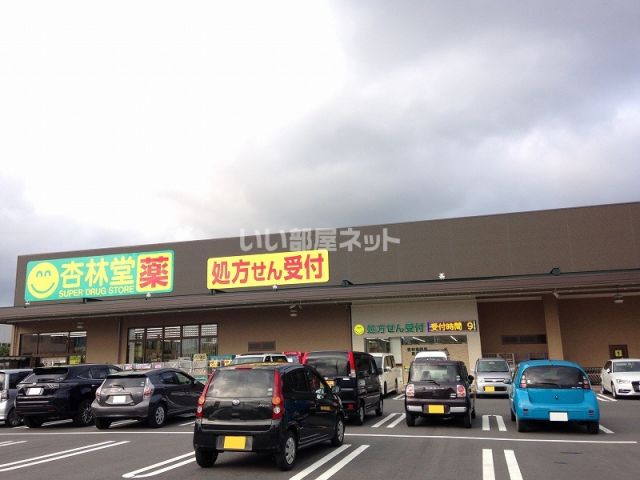 いい部屋ネット
杏林堂 薬
SUPER DRUG STORE
処方せん受付
処方せん受付 受付時間 9